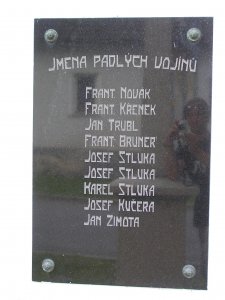 JMÉNA PADLÝCH VOJÍNŮ
FRANT. NOVÁK
FRANT. KŘENEK
JAN TRUBL
FRANT. BRUNER
JOSEF STLUKA
JOSEF STLUKA
KAREL STLUKA
JOSEF KUČERA
JAN ZIMOTA